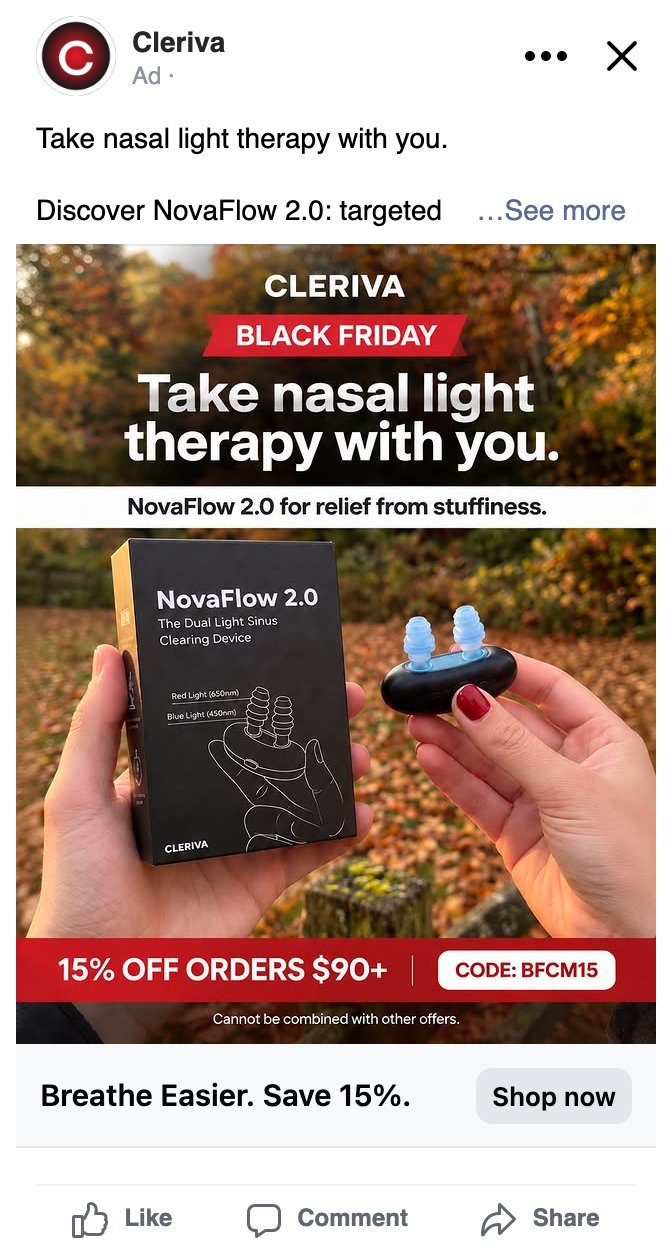 C
Cleriva
Ad ·
Take nasal light therapy with you.
Discover NovaFlow 2.0: targeted ...See more
CLERIVA
BLACK FRIDAY
Take nasal light
therapy with you.
NovaFlow 2.0 for relief from stuffiness.
NovaFlow 2.0
The Dual Light Sinus
Clearing Device
Red Light (650nm)
Blue Light (450nm)
CLERIVA
15% OFF ORDERS $90+
CODE: BFCM15
Cannot be combined with other offers.
Breathe Easier. Save 15%.
Shop now
Like
Comment
Share